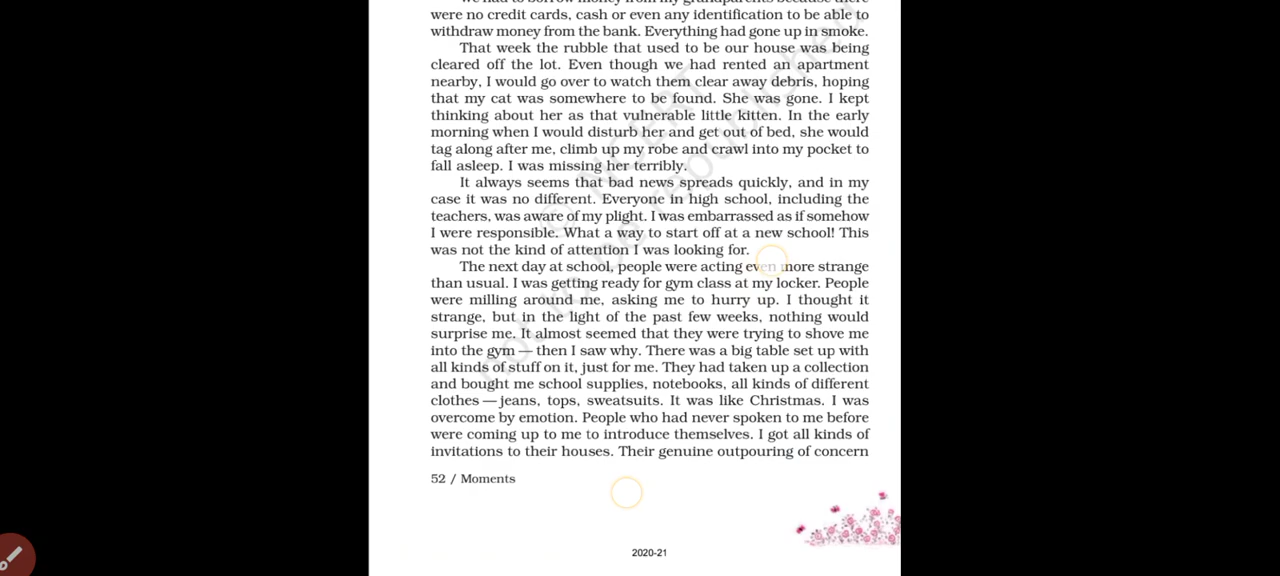 we had to borrow money from my grandparents because there
were no credit cards, cash or even any identification to be able to
withdraw money from the bank. Everything had gone up in smoke.
That week the rubble that used to be our house was being
cleared off the lot. Even though we had rented an apartment
nearby, I would go over to watch them clear away debris, hoping
that my cat was somewhere to be found. She was gone. I kept
thinking about her as that vulnerable little kitten. In the early
morning when I would disturb her and get out of bed, she would
tag along after me, climb up my robe and crawl into my pocket to
fall asleep. I was missing her terribly.
It always seems that bad news spreads quickly, and in my
case it was no different. Everyone in high school, including the
teachers, was aware of my plight. I was embarrassed as if somehow
I were responsible. What a way to start off at a new school! This
was not the kind of attention I was looking for.
The next day at school, people were acting even more strange
than usual. I was getting ready for gym class at my locker. People
were milling around me, asking me to hurry up. I thought it
strange, but in the light of the past few weeks, nothing would
surprise me. It almost seemed that they were trying to shove me
into the gym — then I saw why. There was a big table set up with
all kinds of stuff on it, just for me. They had taken up a collection
and bought me school supplies, notebooks, all kinds of different
clothes — jeans, tops, sweatsuits. It was like Christmas. I was
overcome by emotion. People who had never spoken to me before
were coming up to me to introduce themselves. I got all kinds of
invitations to their houses. Their genuine outpouring of concern
52 / Moments
2020-21
© NCERT
not to be republished